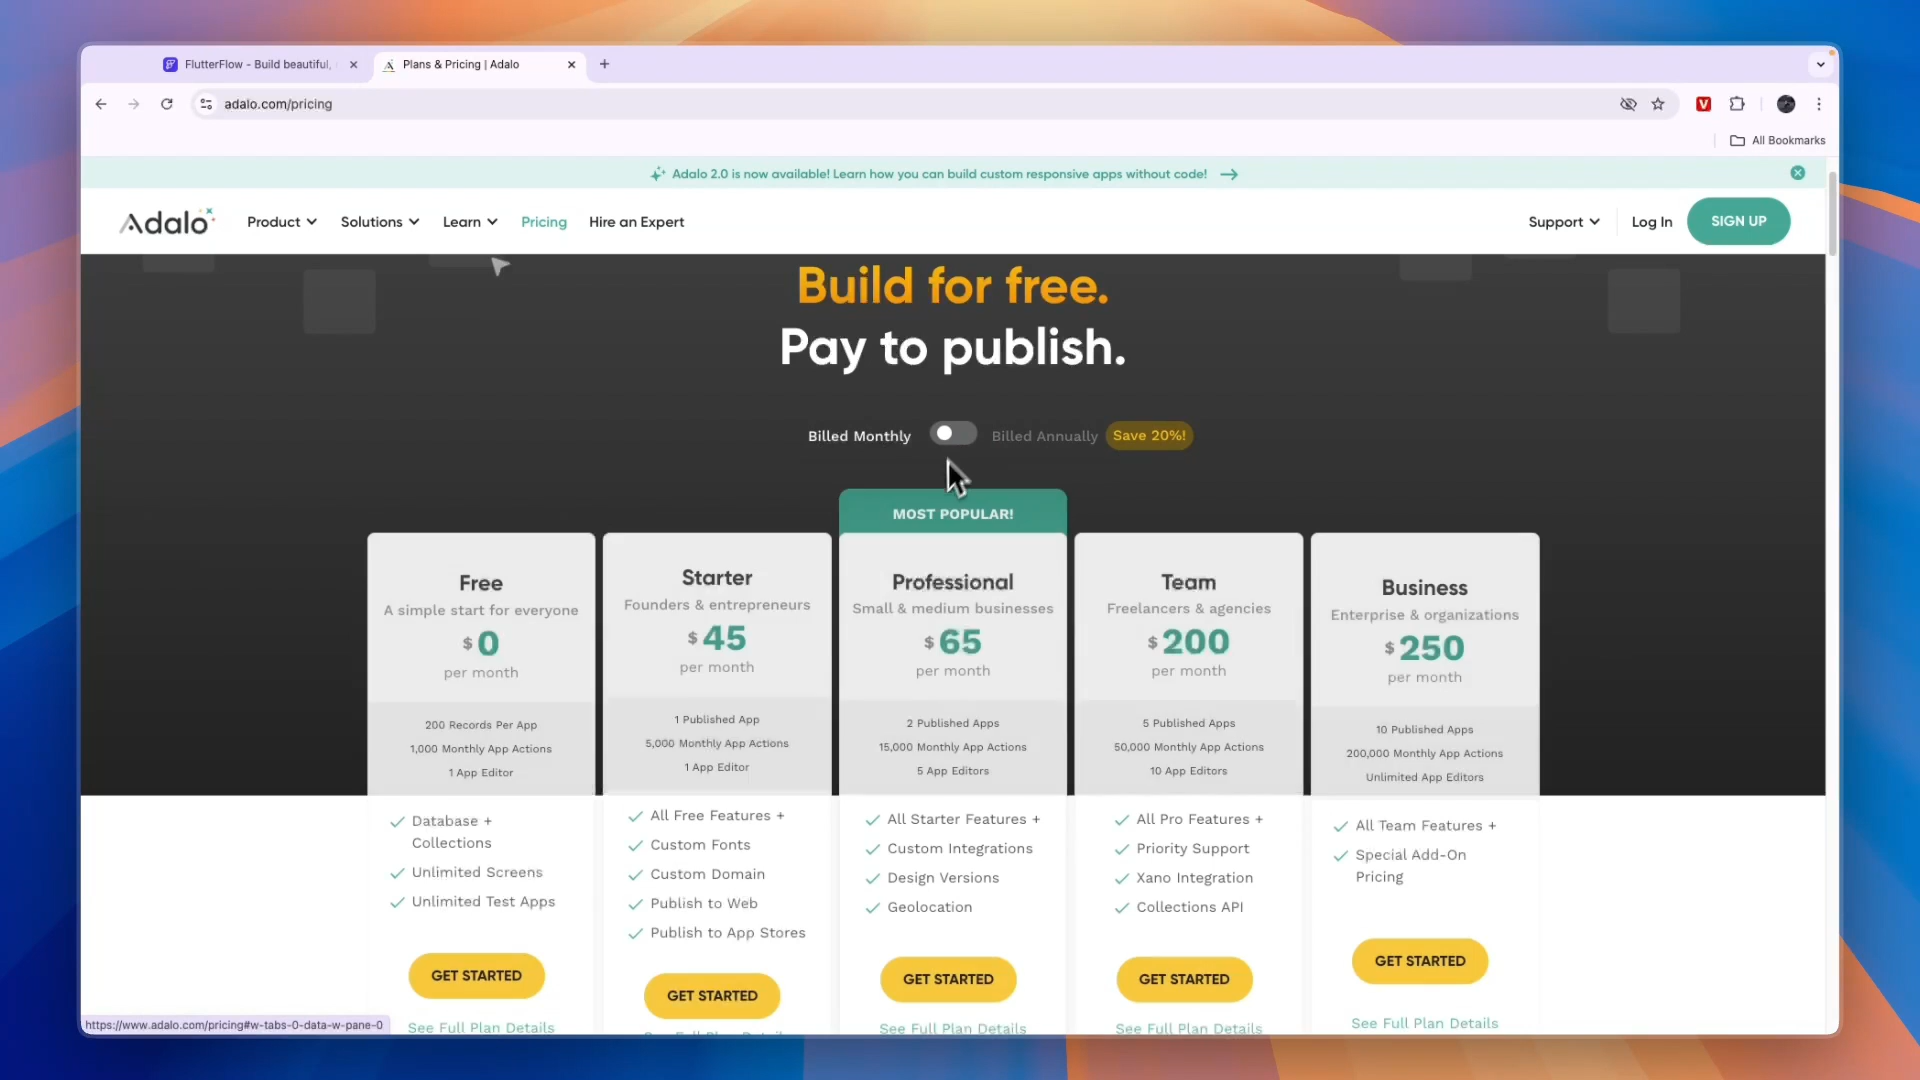 FlutterFlow - Build beautiful,
Plans & Pricing | Adalo
adalo.com/pricing
All Bookmarks
Adalo 2.0 is now available! Learn how you can build custom responsive apps without code!
Adalo
Product
Solutions
Learn
Pricing
Hire an Expert
Support
Log In
SIGN UP
Build for free.
Pay to publish.
Billed Monthly
Billed Annually
Save 20%!
MOST POPULAR!
Free
A simple start for everyone
$ 0
per month
200 Records Per App
1,000 Monthly App Actions
1 App Editor
Database +
Collections
Unlimited Screens
Unlimited Test Apps
GET STARTED
See Full Plan Details
Starter
Founders & entrepreneurs
$ 45
per month
1 Published App
5,000 Monthly App Actions
1 App Editor
All Free Features +
Custom Fonts
Custom Domain
Publish to Web
Publish to App Stores
GET STARTED
Professional
Small & medium businesses
$ 65
per month
2 Published Apps
15,000 Monthly App Actions
5 App Editors
All Starter Features +
Custom Integrations
Design Versions
Geolocation
GET STARTED
See Full Plan Details
Team
Freelancers & agencies
$ 200
per month
5 Published Apps
50,000 Monthly App Actions
10 App Editors
All Pro Features +
Priority Support
Xano Integration
Collections API
GET STARTED
See Full Plan Details
Business
Enterprise & organizations
$ 250
per month
10 Published Apps
200,000 Monthly App Actions
Unlimited App Editors
All Team Features +
Special Add-On
Pricing
GET STARTED
See Full Plan Details
https://www.adalo.com/pricing#w-tabs-0-data-w-pane-0